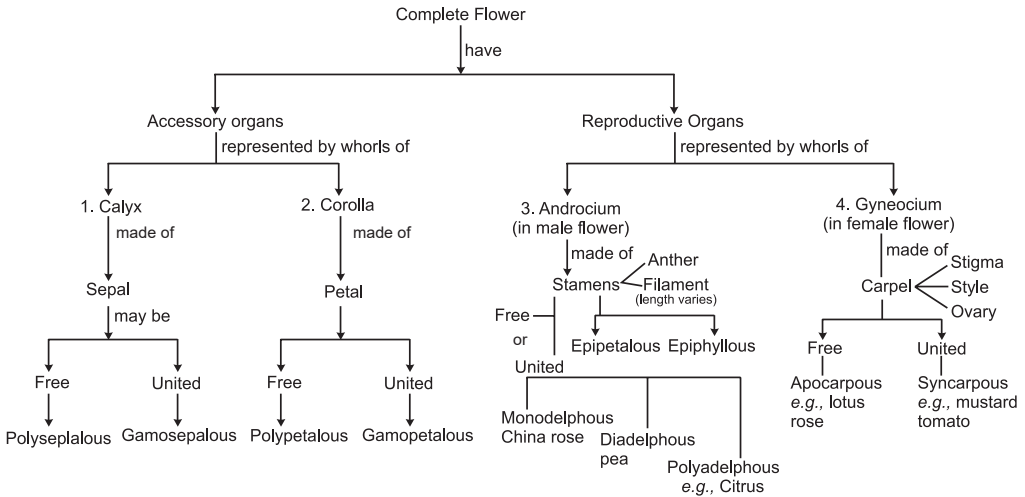 Complete Flower
have
Accessory organs
Reproductive Organs
represented by whorls of
represented by whorls of
1. Calyx
2. Corolla
3. Androcium
(in male flower)
4. Gyneocium
(in female flower)
made of
made of
made of
made of
Sepal
Petal
Stamens
Anther
Filament
(length varies)
Carpel
Stigma
Style
Ovary
may be
Free
or
United
Epipetalous
Epiphyllous
Free
United
Free
United
Free
United
Polyseplalous
Gamosepalous
Polypetalous
Gamopetalous
Monodelphous
China rose
Diadelphous
pea
Polyadelphous
e.g., Citrus
Apocarpous
e.g., lotus
rose
Syncarpous
e.g., mustard
tomato